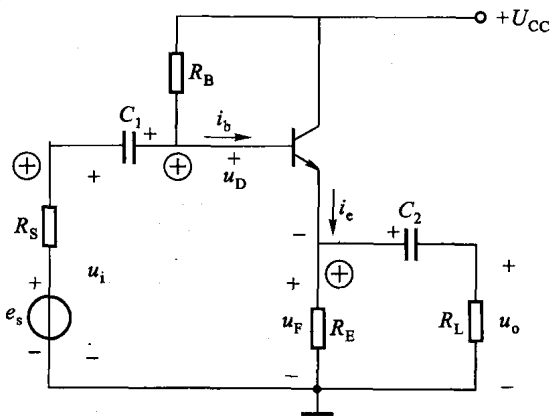 +U_CC
R_B
C_1
+
i_b
+
+
+
u_D
i_e
C_2
+
−
+
R_S
u_i
+
e_s
−
−
+
u_F
R_E
−
R_L
+
u_o
−